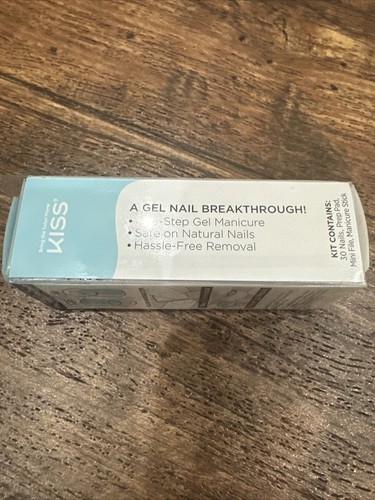 KISS®
A GEL NAIL BREAKTHROUGH!
-Step Gel Manicure
• Safe on Natural Nails
• Hassle-Free Removal
KIT CONTAINS:
30 Nails, Prep Pad,
Mini File, Manicure Stick